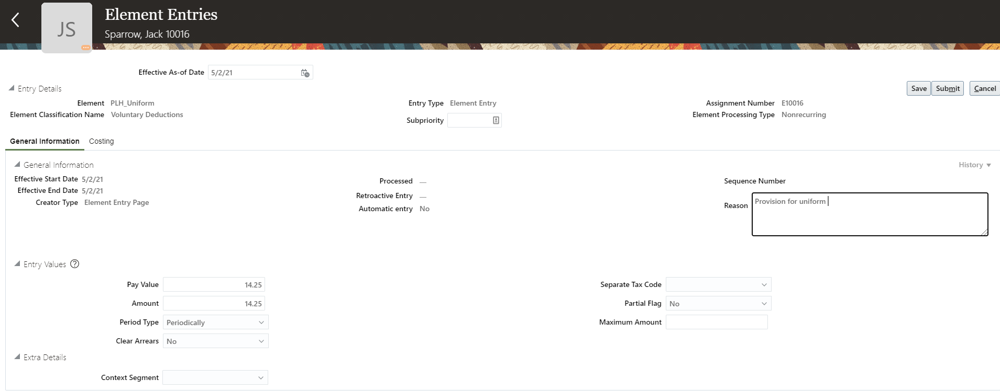 JS
Element Entries
Sparrow, Jack 10016
Effective As-of Date 5/2/21
Entry Details
Save Submit Cancel
Element PLH_Uniform
Entry Type Element Entry
Assignment Number E10016
Element Classification Name Voluntary Deductions
Subpriority
Element Processing Type Nonrecurring
General Information Costing
General Information
History
Effective Start Date 5/2/21
Effective End Date 5/2/21
Creator Type Element Entry Page
Processed
Retroactive Entry
Automatic entry No
Sequence Number
Reason Provision for uniform
Entry Values ?
Pay Value 14.25
Amount 14.25
Period Type Periodically
Clear Arrears No
Separate Tax Code
Partial Flag No
Maximum Amount
Extra Details
Context Segment